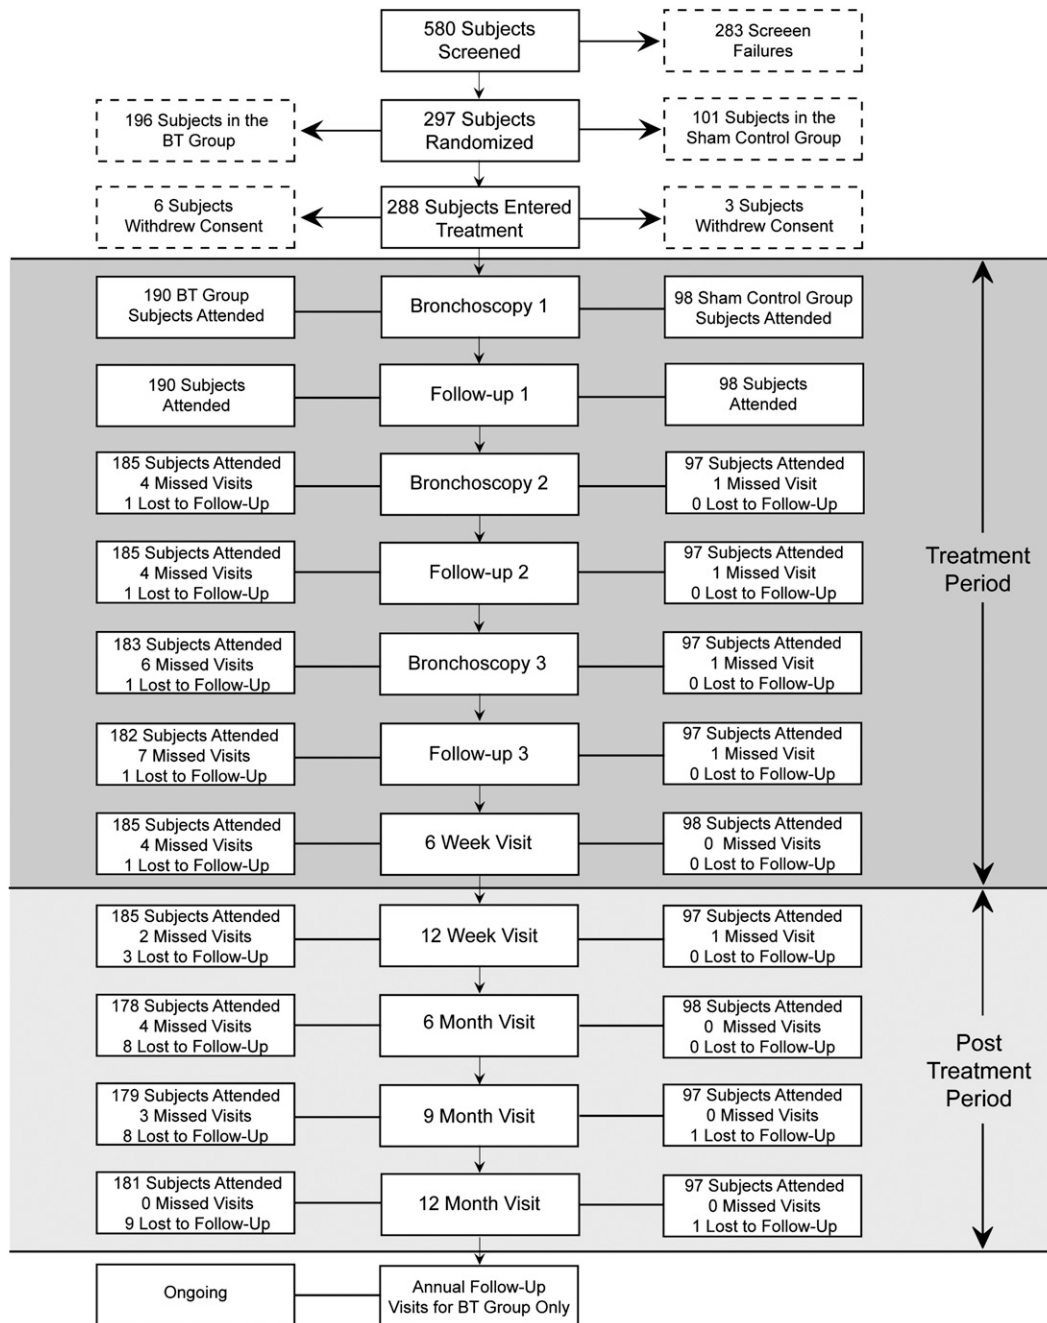 580 Subjects
Screened
283 Screeen
Failures
196 Subjects in the
BT Group
297 Subjects
Randomized
101 Subjects in the
Sham Control Group
6 Subjects
Withdrew Consent
288 Subjects Entered
Treatment
3 Subjects
Withdrew Consent
190 BT Group
Subjects Attended
Bronchoscopy 1
98 Sham Control Group
Subjects Attended
190 Subjects
Attended
Follow-up 1
98 Subjects
Attended
185 Subjects Attended
4 Missed Visits
1 Lost to Follow-Up
Bronchoscopy 2
97 Subjects Attended
1 Missed Visit
0 Lost to Follow-Up
185 Subjects Attended
4 Missed Visits
1 Lost to Follow-Up
Follow-up 2
97 Subjects Attended
1 Missed Visit
0 Lost to Follow-Up
Treatment
Period
183 Subjects Attended
6 Missed Visits
1 Lost to Follow-Up
Bronchoscopy 3
97 Subjects Attended
1 Missed Visit
0 Lost to Follow-Up
182 Subjects Attended
7 Missed Visits
1 Lost to Follow-Up
Follow-up 3
97 Subjects Attended
1 Missed Visit
0 Lost to Follow-Up
185 Subjects Attended
4 Missed Visits
1 Lost to Follow-Up
6 Week Visit
98 Subjects Attended
0 Missed Visits
0 Lost to Follow-Up
185 Subjects Attended
2 Missed Visits
3 Lost to Follow-Up
12 Week Visit
97 Subjects Attended
1 Missed Visit
0 Lost to Follow-Up
178 Subjects Attended
4 Missed Visits
8 Lost to Follow-Up
6 Month Visit
98 Subjects Attended
0 Missed Visits
0 Lost to Follow-Up
Post
Treatment
Period
179 Subjects Attended
3 Missed Visits
8 Lost to Follow-Up
9 Month Visit
97 Subjects Attended
0 Missed Visits
1 Lost to Follow-Up
181 Subjects Attended
0 Missed Visits
9 Lost to Follow-Up
12 Month Visit
97 Subjects Attended
0 Missed Visits
1 Lost to Follow-Up
Ongoing
Annual Follow-Up
Visits for BT Group Only